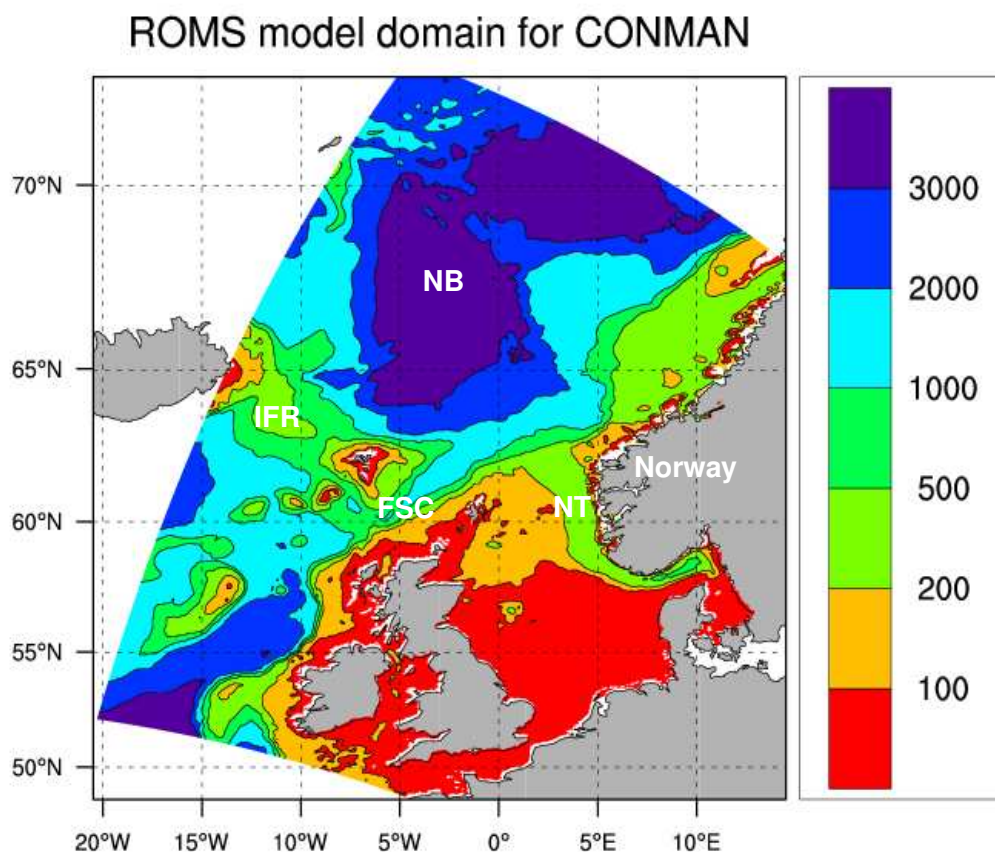 ROMS model domain for CONMAN
70°N
65°N
60°N
55°N
50°N
20°W 15°W 10°W 5°W 0° 5°E 10°E
NB
IFR
Norway
FSC
NT
3000
2000
1000
500
200
100